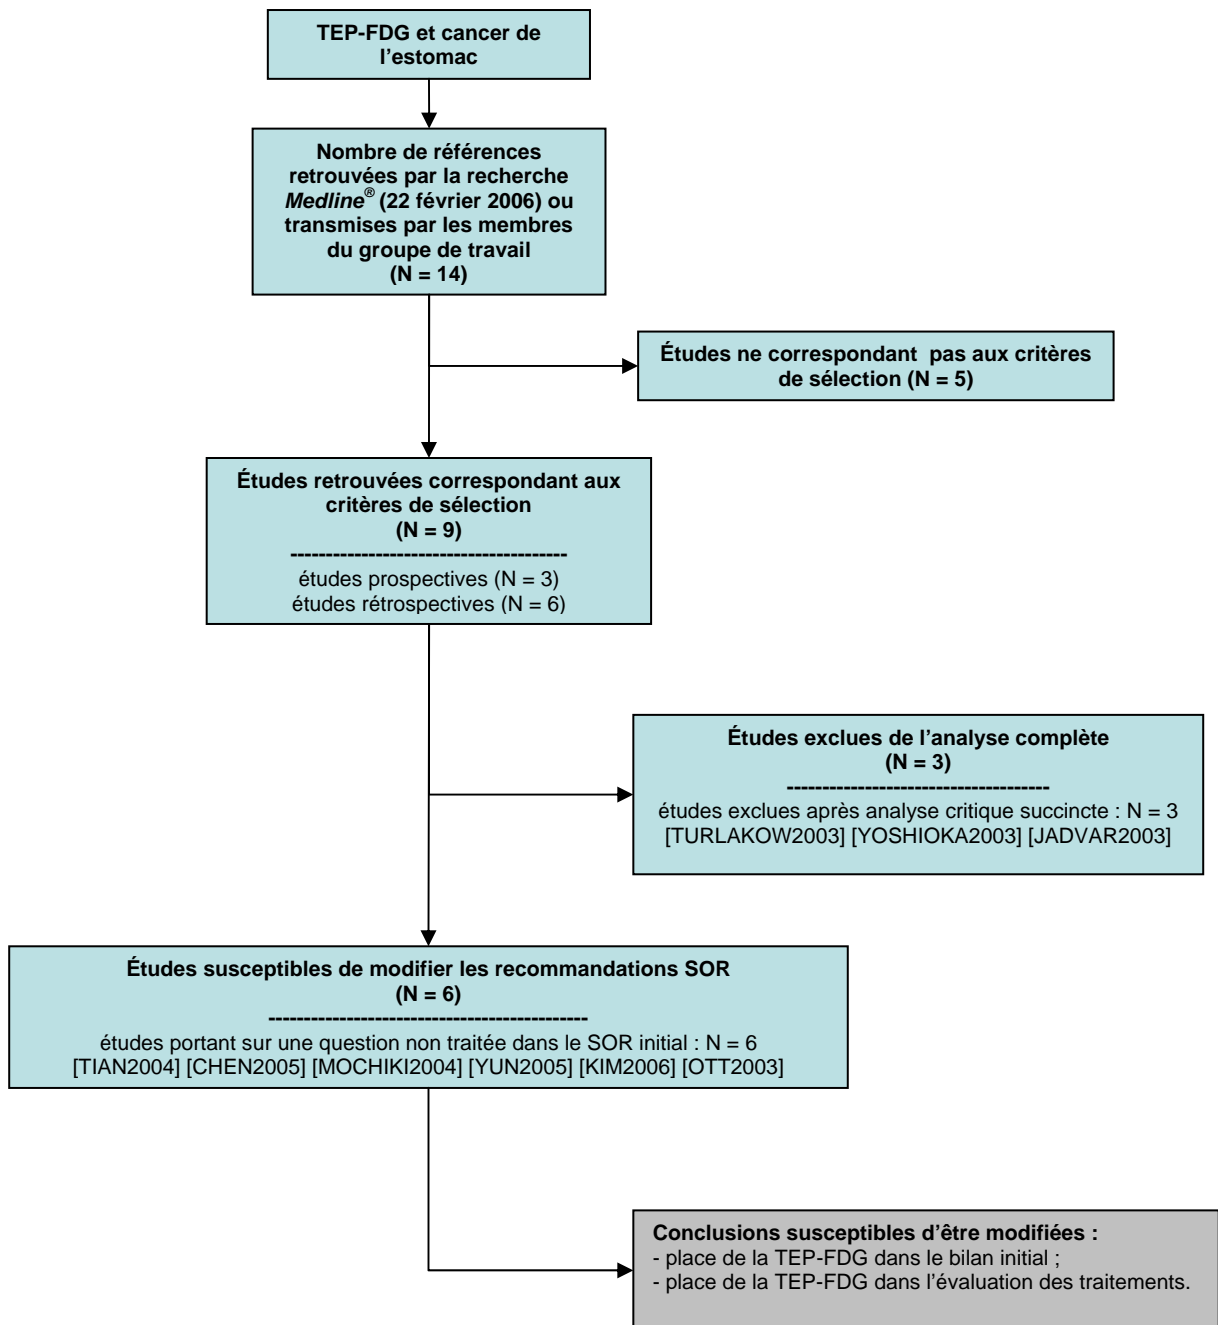 TEP-FDG et cancer de
l’estomac
Nombre de références
retrouvées par la recherche
Medline® (22 février 2006) ou
transmises par les membres
du groupe de travail
(N = 14)
Études ne correspondant  pas aux critères
de sélection (N = 5)
Études retrouvées correspondant aux
critères de sélection
(N = 9)
---------------------------------------
études prospectives (N = 3)
études rétrospectives (N = 6)
Études exclues de l’analyse complète
(N = 3)
-------------------------------------
études exclues après analyse critique succincte : N = 3
[TURLAKOW2003] [YOSHIOKA2003] [JADVAR2003]
Études susceptibles de modifier les recommandations SOR
(N = 6)
---------------------------------------------
études portant sur une question non traitée dans le SOR initial : N = 6
[TIAN2004] [CHEN2005] [MOCHIKI2004] [YUN2005] [KIM2006] [OTT2003]
Conclusions susceptibles d’être modifiées :
- place de la TEP-FDG dans le bilan initial ;
- place de la TEP-FDG dans l’évaluation des traitements.